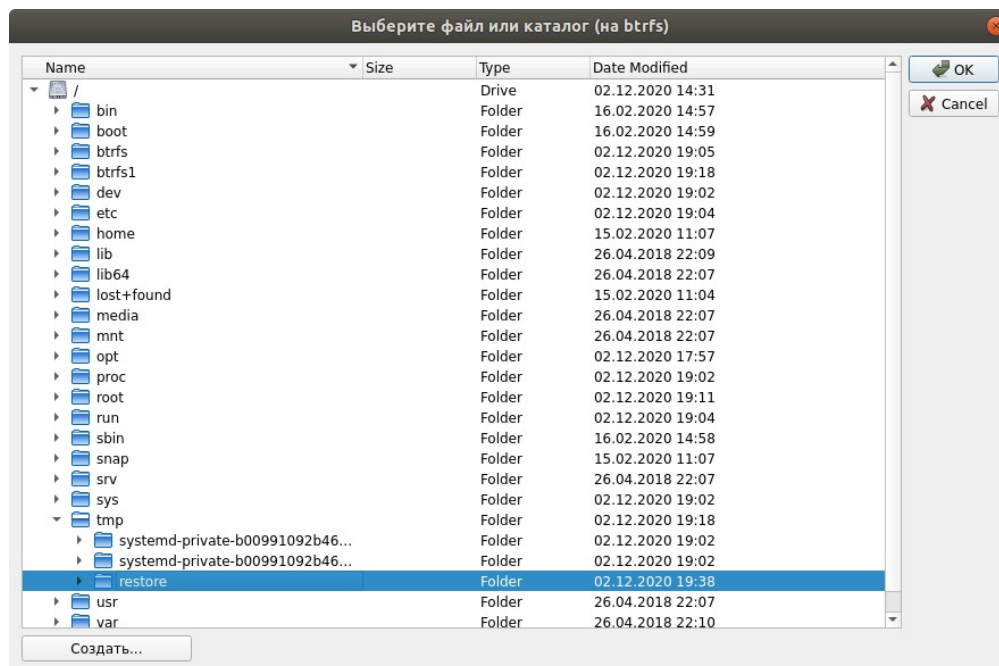 Выберите файл или каталог (на btrfs)
Name Size Type Date Modified
OK
/ Drive 02.12.2020 14:31
Cancel
bin Folder 16.02.2020 14:57
boot Folder 16.02.2020 14:59
btrfs Folder 02.12.2020 19:05
btrfs1 Folder 02.12.2020 19:18
dev Folder 02.12.2020 19:02
etc Folder 02.12.2020 19:04
home Folder 15.02.2020 11:07
lib Folder 26.04.2018 22:09
lib64 Folder 26.04.2018 22:07
lost+found Folder 15.02.2020 11:04
media Folder 26.04.2018 22:07
mnt Folder 26.04.2018 22:07
opt Folder 02.12.2020 17:57
proc Folder 02.12.2020 19:02
root Folder 02.12.2020 19:11
run Folder 02.12.2020 19:04
sbin Folder 16.02.2020 14:58
snap Folder 15.02.2020 11:07
srv Folder 26.04.2018 22:07
sys Folder 02.12.2020 19:02
tmp Folder 02.12.2020 19:18
systemd-private-b00991092b46... Folder 02.12.2020 19:02
systemd-private-b00991092b46... Folder 02.12.2020 19:02
restore Folder 02.12.2020 19:38
usr Folder 26.04.2018 22:07
var Folder 26.04.2018 22:10
Создать...